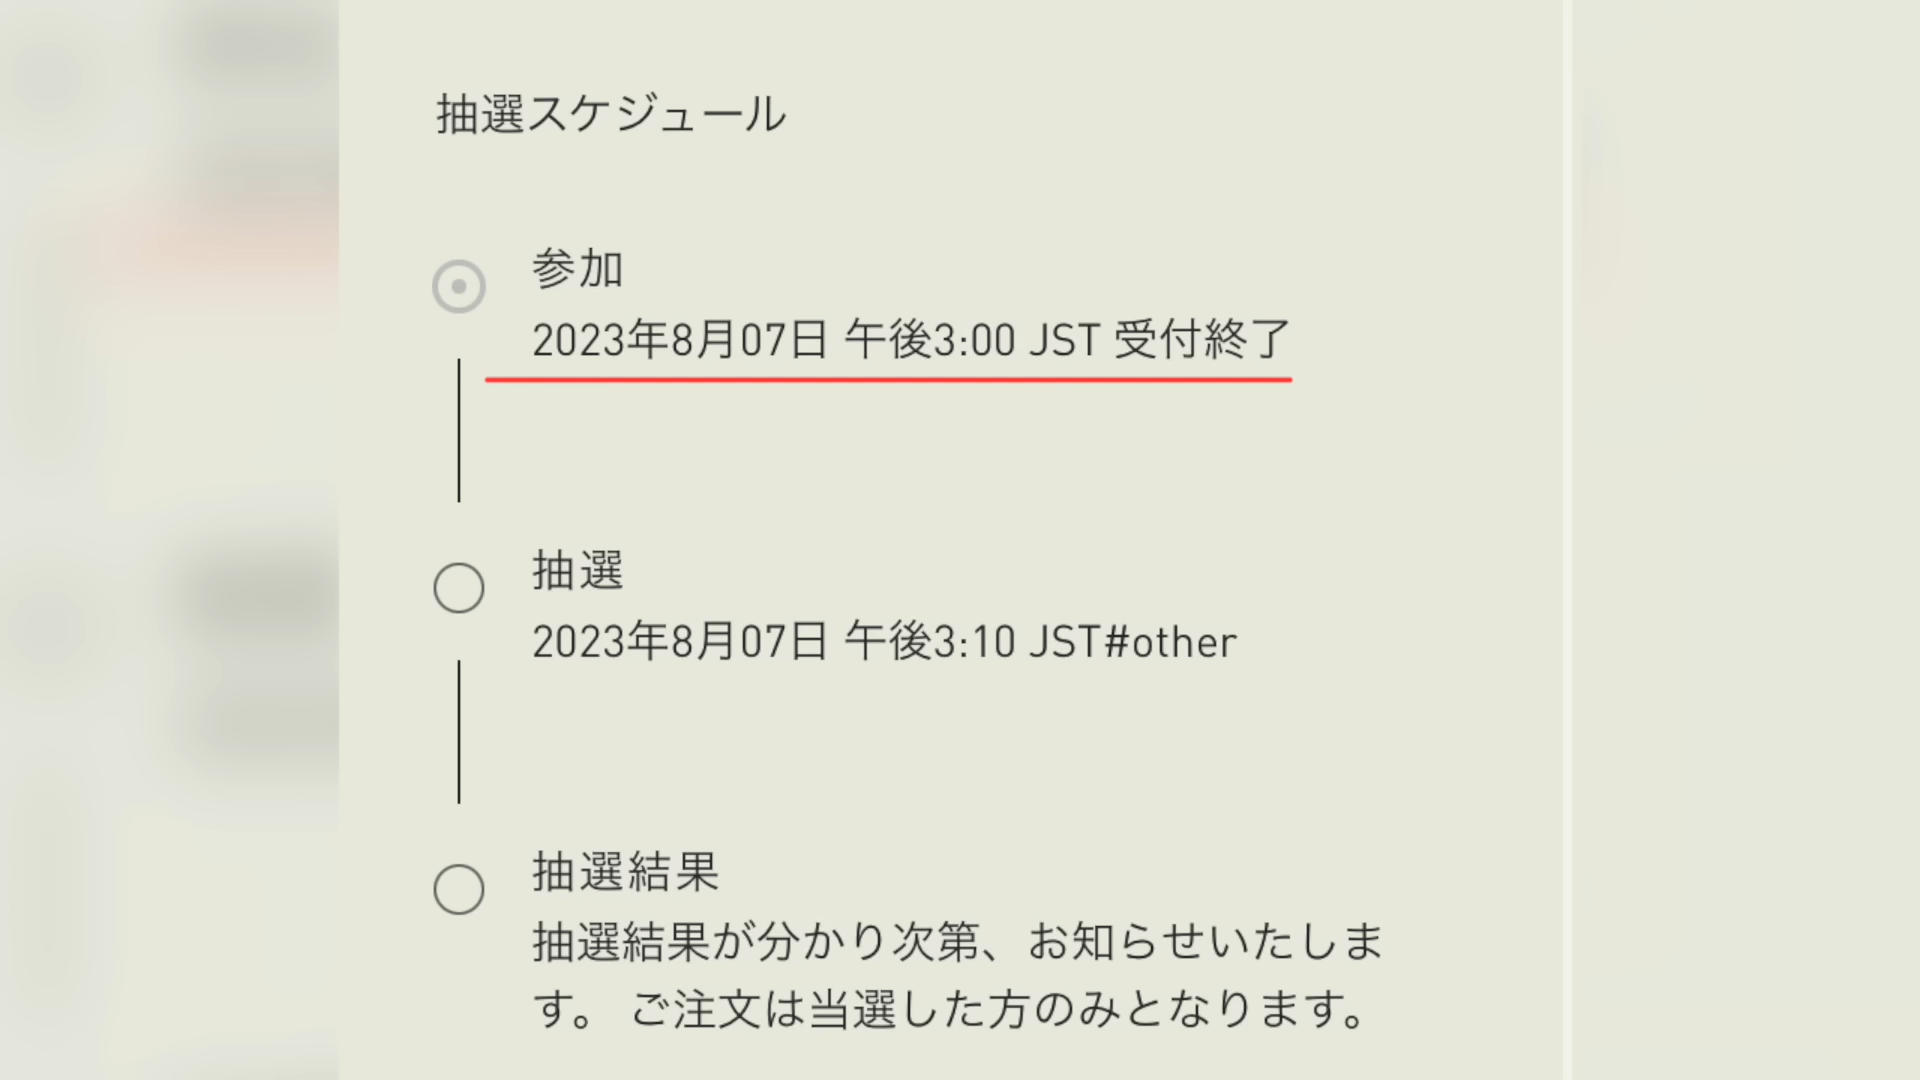 抽選スケジュール
参加
2023年8月07日 午後3:00 JST 受付終了
抽選
2023年8月07日 午後3:10 JST#other
抽選結果
抽選結果が分かり次第、お知らせいたしま
す。 ご注文は当選した方のみとなります。